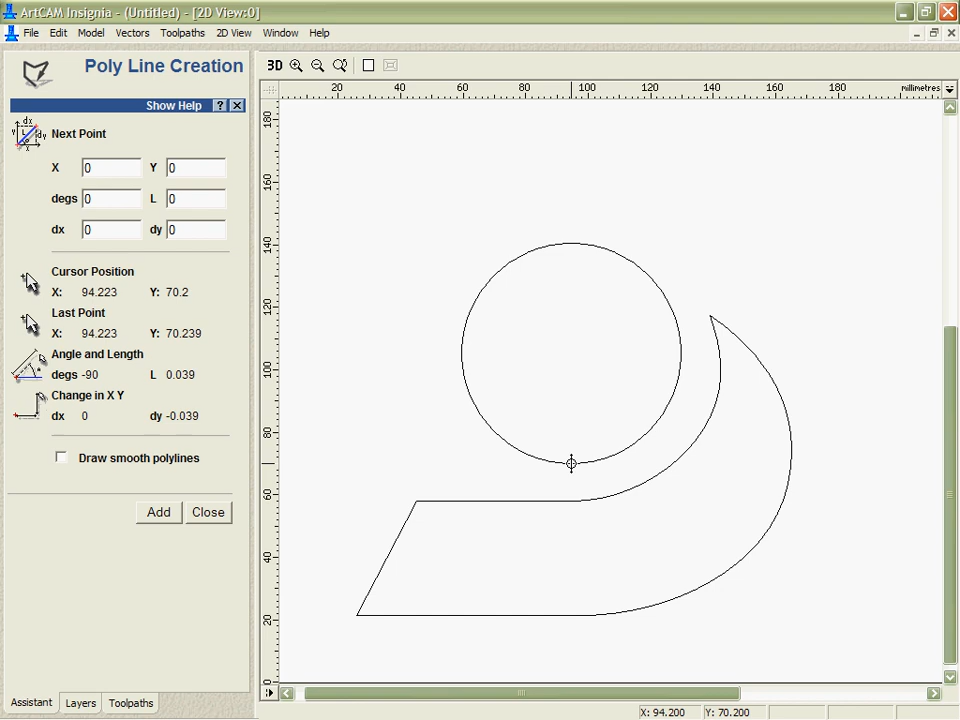 ArtCAM Insignia - (Untitled) - [2D View:0]
File Edit Model Vectors Toolpaths 2D View Window Help
Poly Line Creation
3D
Show Help ? X
20 40 60 80 100 120 140 160 180 millimetres
Next Point
X 0 Y 0
degs 0 L 0
dx 0 dy 0
Cursor Position
X: 94.223 Y: 70.2
Last Point
X: 94.223 Y: 70.239
Angle and Length
degs -90 L 0.039
Change in X Y
dx 0 dy -0.039
Draw smooth polylines
Add Close
180
160
140
120
100
80
60
40
20
0
Assistant Layers Toolpaths
X: 94.200 Y: 70.200